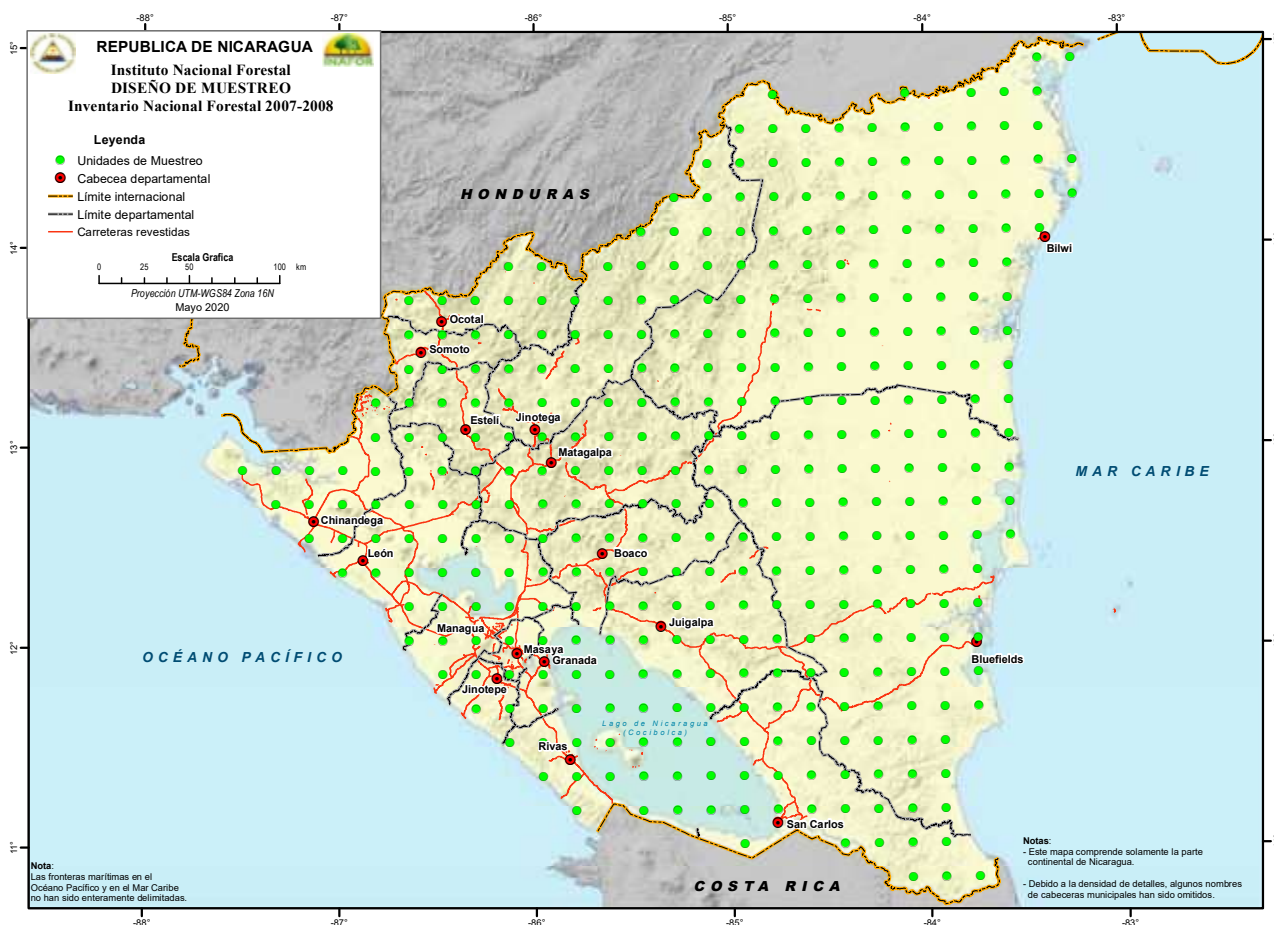 -88°
-87°
-86°
-85°
-84°
-83°
REPUBLICA DE NICARAGUA
Instituto Nacional Forestal
DISEÑO DE MUESTREO
Inventario Nacional Forestal 2007-2008
INAFOR
Leyenda
Unidades de Muestreo
Cabecea departamental
Límite internacional
Límite departamental
Carreteras revestidas
Escala Grafica
0 25 50 100 km
Proyección UTM-WGS84 Zona 16N
Mayo 2020
15°
14°
13°
12°
11°
HONDURAS
Bilwi
Ocotal
Somoto
Estelí
Jinotega
Matagalpa
MAR CARIBE
Chinandega
León
Boaco
Managua
Juigalpa
Masaya
Granada
OCÉANO PACÍFICO
Bluefields
Jinotepe
Lago de Nicaragua
(Cocibolca)
Rivas
San Carlos
COSTA RICA
Nota:
Las fronteras marítimas en el
Océano Pacífico y en el Mar Caribe
no han sido enteramente delimitadas.
Notas:
- Este mapa comprende solamente la parte
continental de Nicaragua.
- Debido a la densidad de detalles, algunos nombres
de cabeceras municipales han sido omitidos.
-88°
-87°
-86°
-85°
-84°
-83°